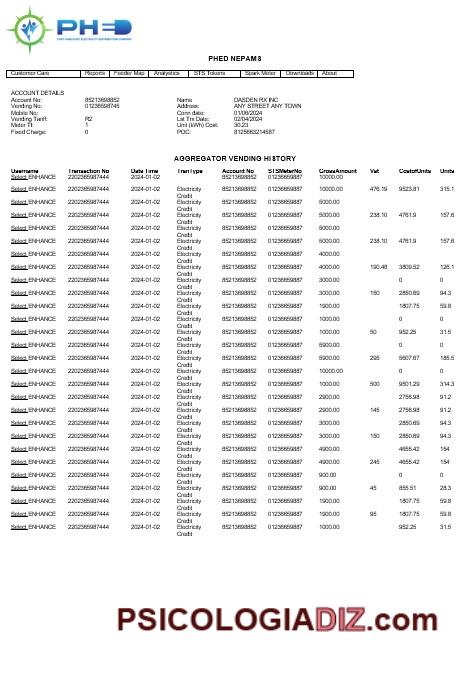 PHED
PORT HARCOURT ELECTRICITY DISTRIBUTION COMPANY
PHED NEPAMS
Customer Care Reports Feeder Map Analyitics STS Tokens Spark Meter Downloads About
ACCOUNT DETAILS
Account No: 85213698852 Name DASDEN RX INC
Vending No: 012365698745 Address: ANY STREET ANY TOWN
Mobile No: Conn date: 01/06/2024
Vending Tariff: R2 Lst Trx Date: 02/04/2024
Meter Tt: 1 Unit (kWh) Cost: 30.23
Fixed Charge: 0 POC: 8125663214587
AGGREGATOR VENDING HISTORY
Username Transaction No Date Time TranType Account No STSMeterNo GrossAmount Vat CostofUnits Units
Select ENHANCE 2202365987444 2024-01-02 85213698852 01236659887 10000.00
Select ENHANCE 2202365987444 2024-01-02 Electricity 85213698852 01236659887 10000.00 476.19 9523.81 315.1
Credit
Select ENHANCE 2202365987444 2024-01-02 Electricity 85213698852 01236659887 5000.00
Credit
Select ENHANCE 2202365987444 2024-01-02 Electricity 85213698852 01236659887 5000.00 238.10 4761.9 157.6
Credit
Select ENHANCE 2202365987444 2024-01-02 Electricity 85213698852 01236659887 5000.00
Credit
Select ENHANCE 2202365987444 2024-01-02 Electricity 85213698852 01236659887 5000.00 238.10 4761.9 157.6
Credit
Select ENHANCE 2202365987444 2024-01-02 Electricity 85213698852 01236659887 4000.00
Credit
Select ENHANCE 2202365987444 2024-01-02 Electricity 85213698852 01236659887 4000.00 190.48 3809.52 126.1
Credit
Select ENHANCE 2202365987444 2024-01-02 Electricity 85213698852 01236659887 3000.00 0 0
Credit
Select ENHANCE 2202365987444 2024-01-02 Electricity 85213698852 01236659887 3000.00 150 2850.69 94.3
Credit
Select ENHANCE 2202365987444 2024-01-02 Electricity 85213698852 01236659887 1900.00 1807.75 59.8
Credit
Select ENHANCE 2202365987444 2024-01-02 Electricity 85213698852 01236659887 1000.00 0 0
Credit
Select ENHANCE 2202365987444 2024-01-02 Electricity 85213698852 01236659887 1000.00 50 952.25 31.5
Credit
Select ENHANCE 2202365987444 2024-01-02 Electricity 85213698852 01236659887 5900.00 0 0
Credit
Select ENHANCE 2202365987444 2024-01-02 Electricity 85213698852 01236659887 5900.00 295 5607.67 185.5
Credit
Select ENHANCE 2202365987444 2024-01-02 Electricity 85213698852 01236659887 10000.00 0 0
Credit
Select ENHANCE 2202365987444 2024-01-02 Electricity 85213698852 01236659887 1000.00 500 9501.29 314.3
Credit
Select ENHANCE 2202365987444 2024-01-02 Electricity 85213698852 01236659887 2900.00 2756.98 91.2
Credit
Select ENHANCE 2202365987444 2024-01-02 Electricity 85213698852 01236659887 2900.00 145 2756.98 91.2
Credit
Select ENHANCE 2202365987444 2024-01-02 Electricity 85213698852 01236659887 3000.00 2850.69 94.3
Credit
Select ENHANCE 2202365987444 2024-01-02 Electricity 85213698852 01236659887 3000.00 150 2850.69 94.3
Credit
Select ENHANCE 2202365987444 2024-01-02 Electricity 85213698852 01236659887 4900.00 4655.42 154
Credit
Select ENHANCE 2202365987444 2024-01-02 Electricity 85213698852 01236659887 4900.00 245 4655.42 154
Credit
Select ENHANCE 2202365987444 2024-01-02 Electricity 85213698852 01236659887 900.00 0 0
Credit
Select ENHANCE 2202365987444 2024-01-02 Electricity 85213698852 01236659887 900.00 45 855.51 28.3
Credit
Select ENHANCE 2202365987444 2024-01-02 Electricity 85213698852 01236659887 1900.00 1807.75 59.8
Credit
Select ENHANCE 2202365987444 2024-01-02 Electricity 85213698852 01236659887 1900.00 95 1807.75 59.8
Credit
Select ENHANCE 2202365987444 2024-01-02 Electricity 85213698852 01236659887 1000.00 952.25 31.5
Credit
PSICOLOGIADIZ.com